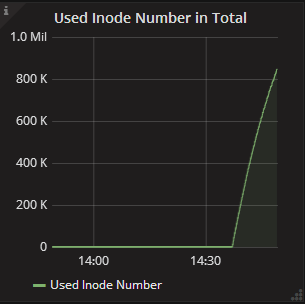 i
Used Inode Number in Total
1.0 Mil
800 K
600 K
400 K
200 K
0
14:00 14:30
Used Inode Number